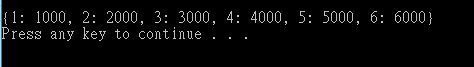 {1: 1000, 2: 2000, 3: 3000, 4: 4000, 5: 5000, 6: 6000}
Press any key to continue . . .